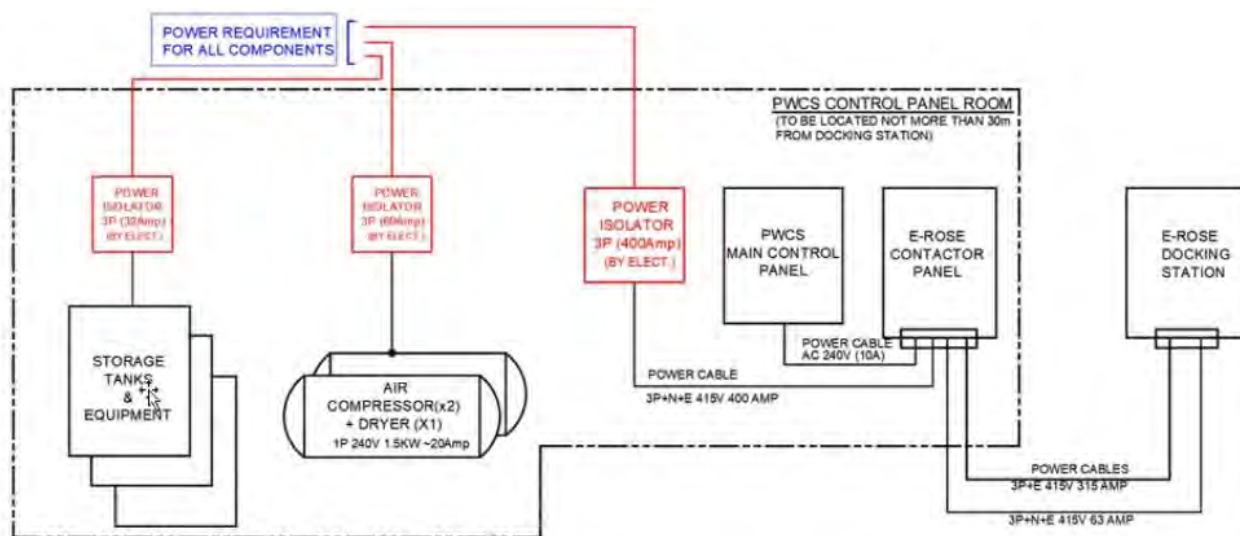 POWER REQUIREMENT
FOR ALL COMPONENTS
PWCS CONTROL PANEL ROOM
(TO BE LOCATED NOT MORE THAN 30m
FROM DOCKING STATION)
POWER
ISOLATOR
3P (32Amp)
(BY ELECT.)
POWER
ISOLATOR
3P (60Amp)
(BY ELECT.)
POWER
ISOLATOR
3P (400Amp)
(BY ELECT.)
PWCS
MAIN CONTROL
PANEL
E-ROSE
CONTACTOR
PANEL
E-ROSE
DOCKING
STATION
STORAGE
TANKS
&
EQUIPMENT
AIR
COMPRESSOR(x2)
+ DRYER (X1)
1P 240V 1.5KW ~20Amp
POWER CABLE
AC 240V (10A)
POWER CABLE
3P+N+E 415V 400 AMP
POWER CABLES
3P+E 415V 315 AMP
3P+N+E 415V 63 AMP